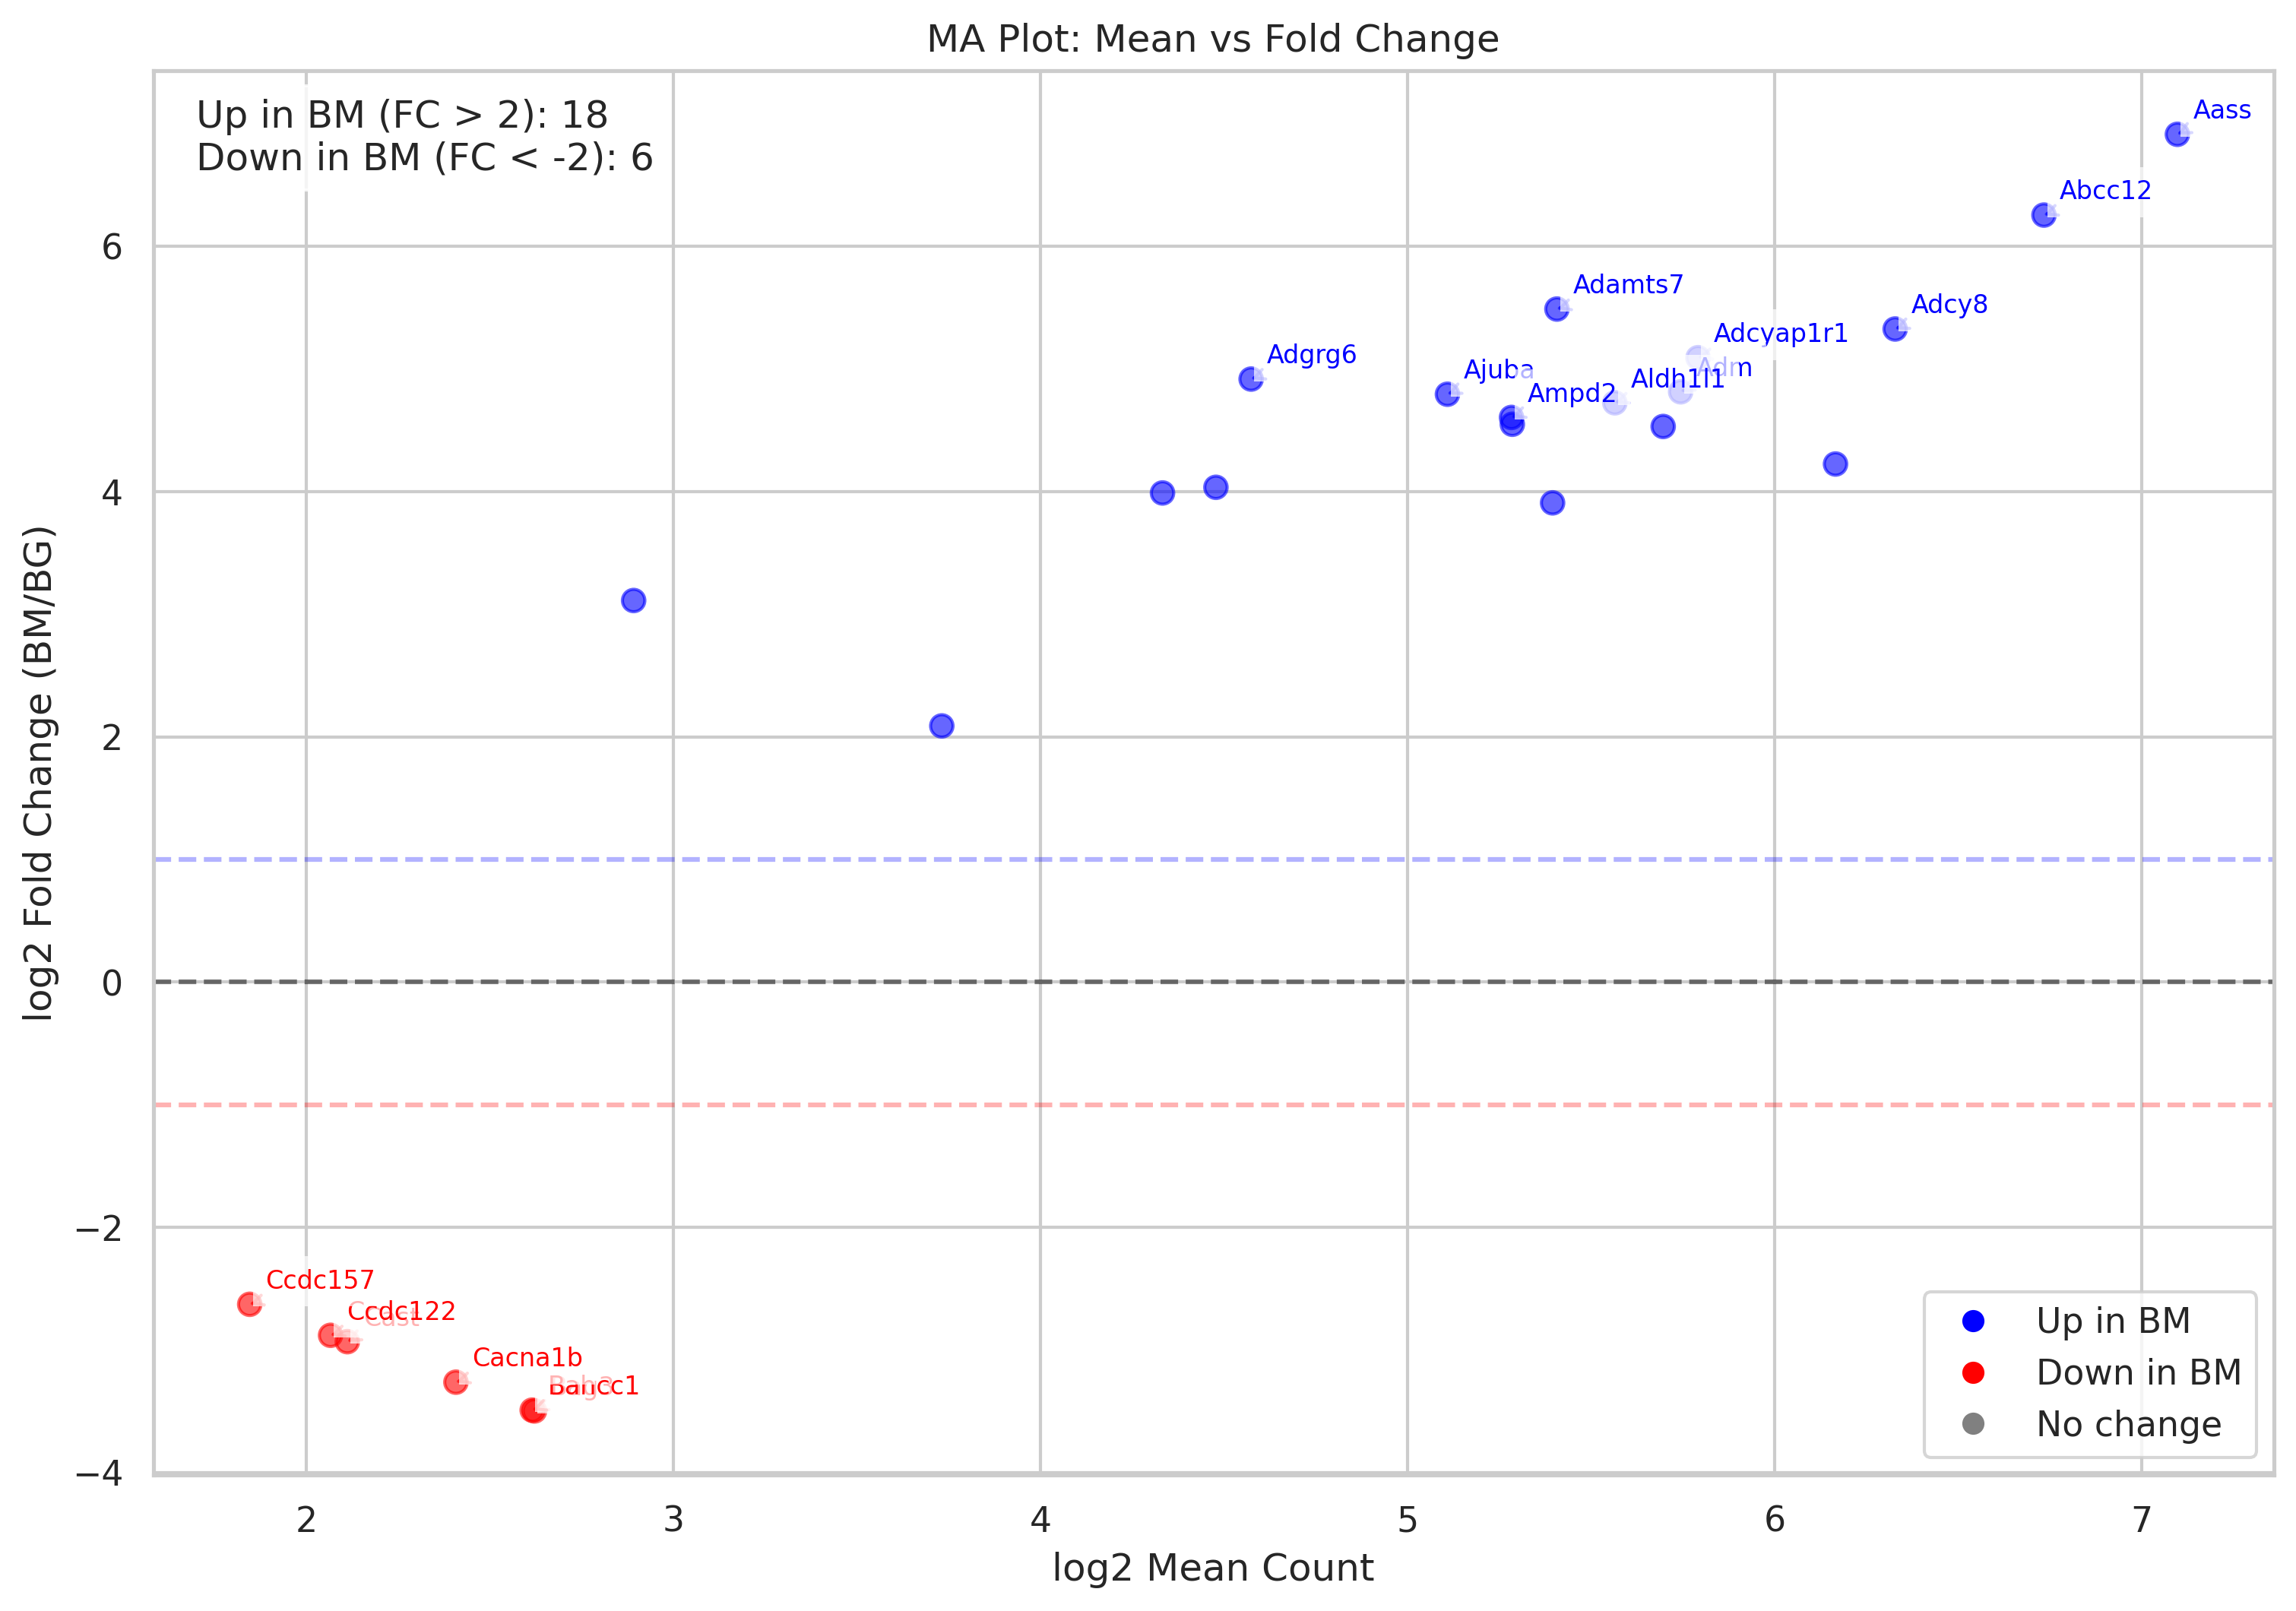 MA Plot: Mean vs Fold Change
Up in BM (FC > 2): 18
Down in BM (FC < -2): 6
Aass
Abcc12
Adamts7
Adcy8
Adcyap1r1
Adgrg6
Adm
Ajuba
Aldh1l1
Ampd2
log2 Fold Change (BM/BG)
6
4
2
0
−2
−4
Ccdc157
Ccdc122
Cast
Cacna1b
2
3
4
5
6
7
log2 Mean Count
Up in BM
Down in BM
No change